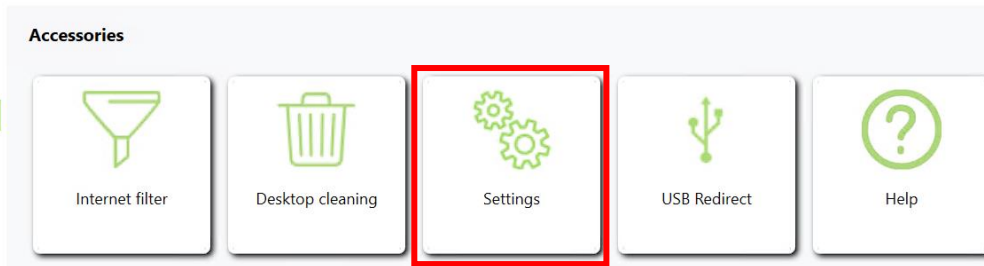 Accessories
Internet filter
Desktop cleaning
Settings
USB Redirect
Help